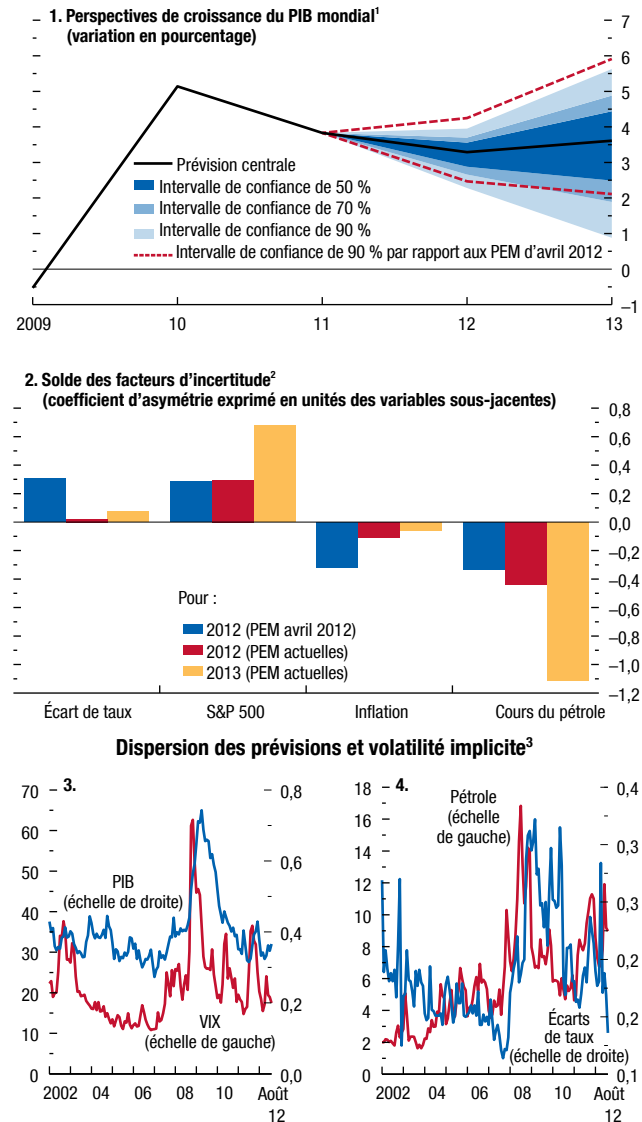 1. Perspectives de croissance du PIB mondial¹
(variation en pourcentage)
7
6
5
4
3
2
1
0
–1
Prévision centrale
Intervalle de confiance de 50 %
Intervalle de confiance de 70 %
Intervalle de confiance de 90 %
Intervalle de confiance de 90 % par rapport aux PEM d’avril 2012
2009 10 11 12 13
2. Solde des facteurs d’incertitude²
(coefficient d’asymétrie exprimé en unités des variables sous-jacentes)
0,8
0,6
0,4
0,2
0,0
–0,2
–0,4
–0,6
–0,8
–1,0
–1,2
Pour :
2012 (PEM avril 2012)
2012 (PEM actuelles)
2013 (PEM actuelles)
Écart de taux S&P 500 Inflation Cours du pétrole
Dispersion des prévisions et volatilité implicite³
3.
70
60
50
40
30
20
10
0
0,8
0,6
0,4
0,2
0,0
PIB
(échelle de droite)
VIX
(échelle de gauche)
2002 04 06 08 10 Août
12
4.
18
16
14
12
10
8
6
4
2
0
0,4
0,3
0,3
0,2
0,2
0,1
Pétrole
(échelle
de gauche)
Écarts
de taux
(échelle de droite)
2002 04 06 08 10 Août
12